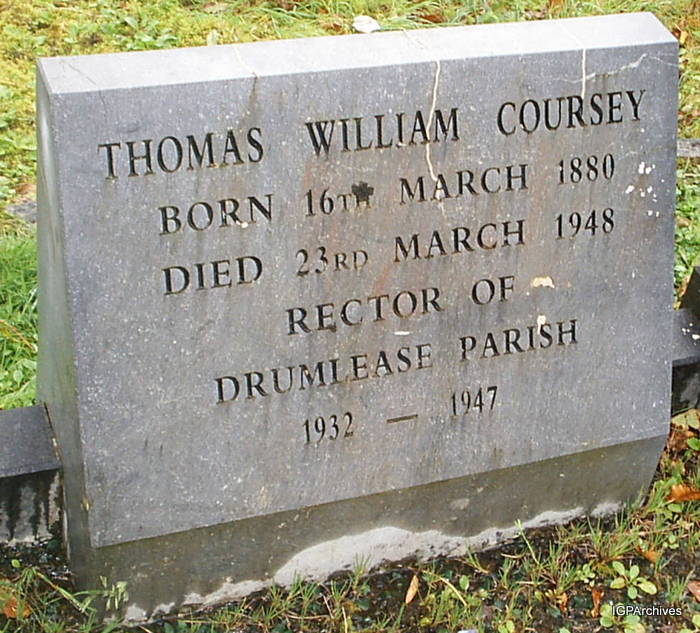 THOMAS WILLIAM COURSEY
BORN 16TH MARCH 1880
DIED 23RD MARCH 1948
RECTOR OF
DRUMLEASE PARISH
1932 — 1947
IGPArchives